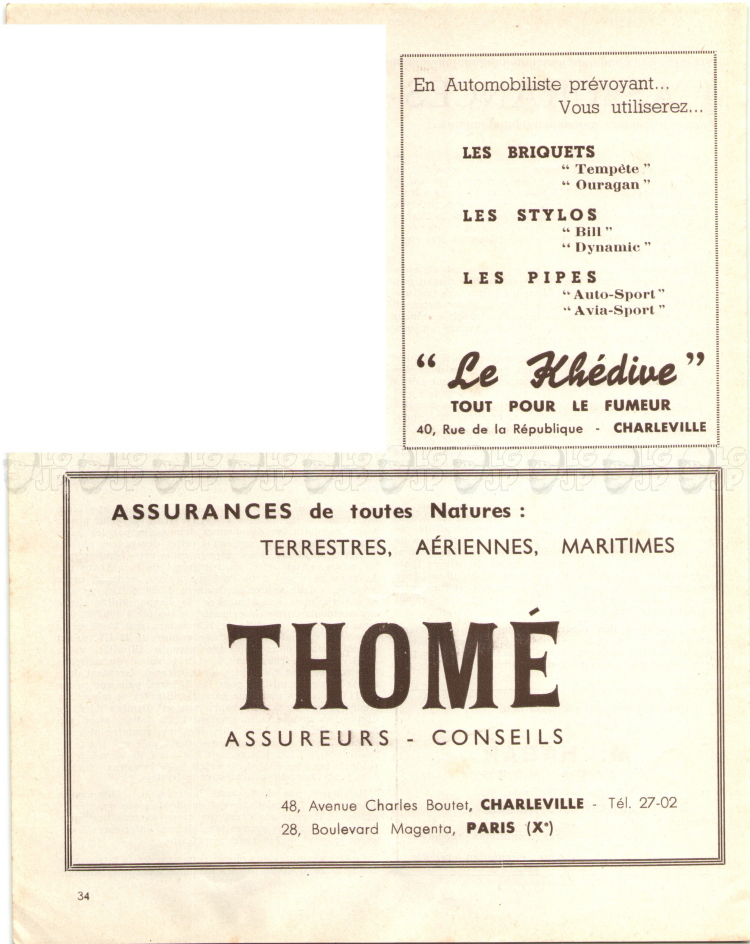 En Automobiliste prévoyant...
Vous utiliserez...
LES BRIQUETS
“ Tempête ”
“ Ouragan ”
LES STYLOS
“ Bill ”
“ Dynamic ”
LES PIPES
“ Auto-Sport ”
“ Avia-Sport ”
“ Le Khédive ”
TOUT POUR LE FUMEUR
40, Rue de la République - CHARLEVILLE
ASSURANCES de toutes Natures :
TERRESTRES, AÉRIENNES, MARITIMES
THOMÉ
ASSUREURS - CONSEILS
48, Avenue Charles Boutet, CHARLEVILLE - Tél. 27-02
28, Boulevard Magenta, PARIS (Xᵉ)
34